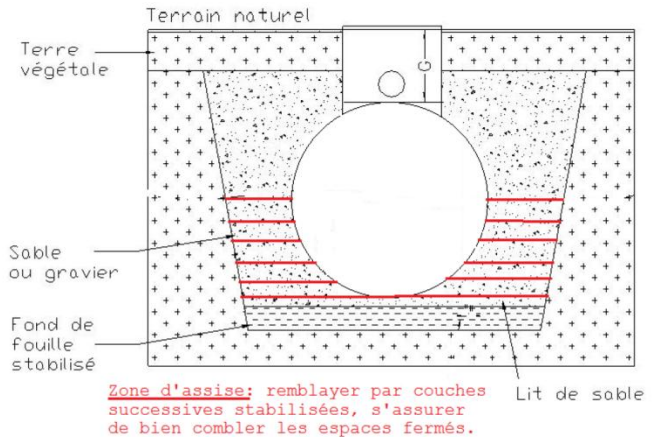 Terrain naturel
Terre
végétale
G
Sable
ou gravier
Fond de
fouille
stabilisé
Lit de sable
Zone d'assise: remblayer par couches
successives stabilisées, s'assurer
de bien combler les espaces fermés.